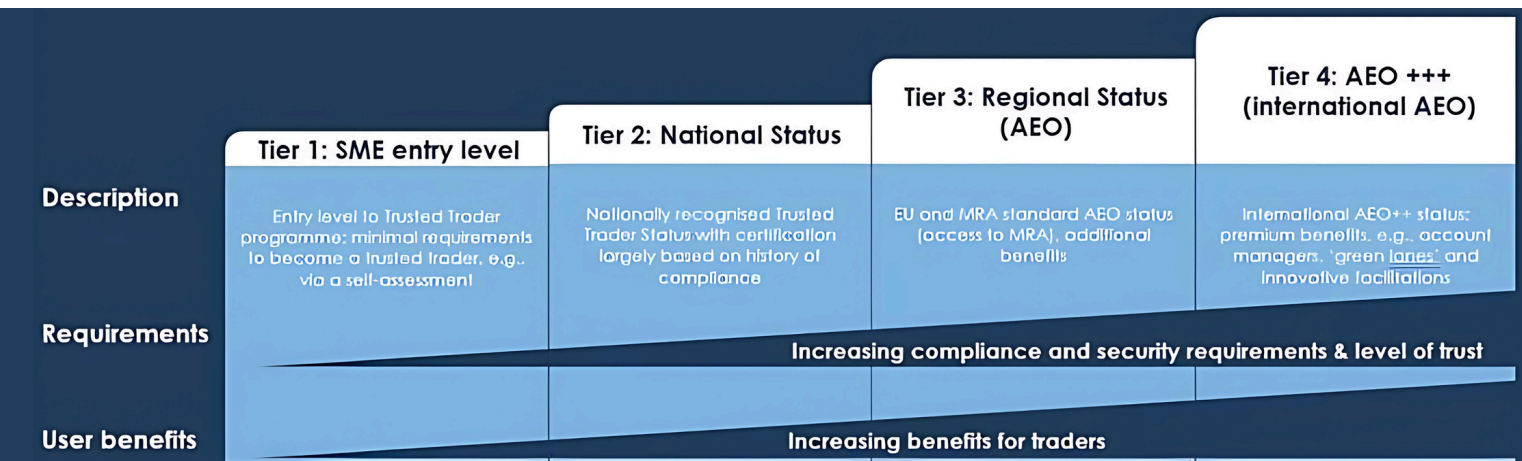 Tier 1: SME entry level
Tier 2: National Status
Tier 3: Regional Status
(AEO)
Tier 4: AEO +++
(international AEO)
Description
Entry level to Trusted Trader
programme: minimal requirements
to become a trusted trader, e.g.,
via a self-assessment
Nationally recognised Trusted
Trader Status with certification
largely based on history of
compliance
EU and MRA standard AEO status
(access to MRA), additional
benefits
International AEO++ status:
premium benefits, e.g., account
managers, 'green lanes' and
innovative facilitations
Requirements
Increasing compliance and security requirements & level of trust
User benefits
Increasing benefits for traders